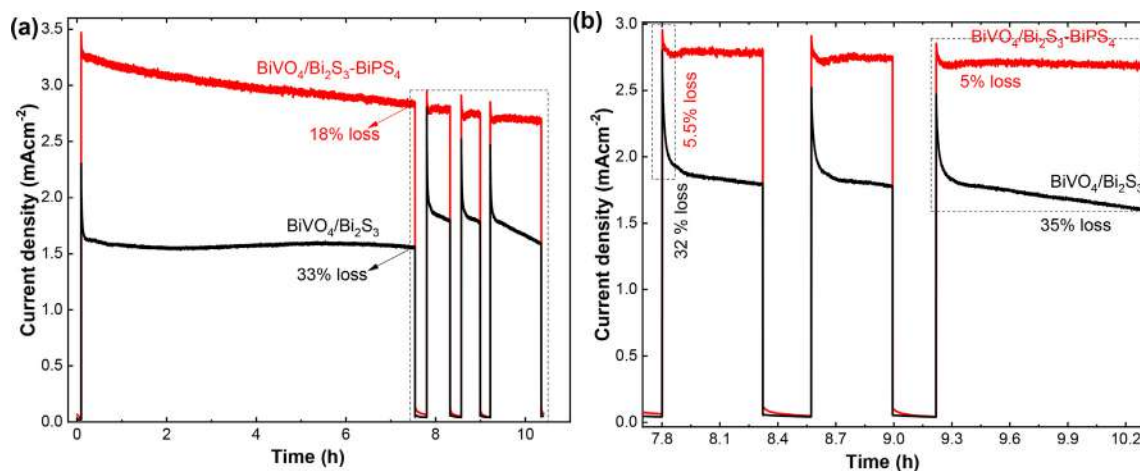 (a)
3.5
3.0
2.5
2.0
1.5
1.0
0.5
0.0
Current density (mAcm⁻²)
BiVO₄/Bi₂S₃-BiPS₄
18% loss
BiVO₄/Bi₂S₃
33% loss
0 2 4 6 8 10
Time (h)
(b)
3.0
2.5
2.0
1.5
1.0
0.5
0.0
Current density (mAcm⁻²)
BiVO₄/Bi₂S₃-BiPS₄
5% loss
5.5% loss
32 % loss
BiVO₄/Bi₂S₃
35% loss
7.8 8.1 8.4 8.7 9.0 9.3 9.6 9.9 10.2
Time (h)